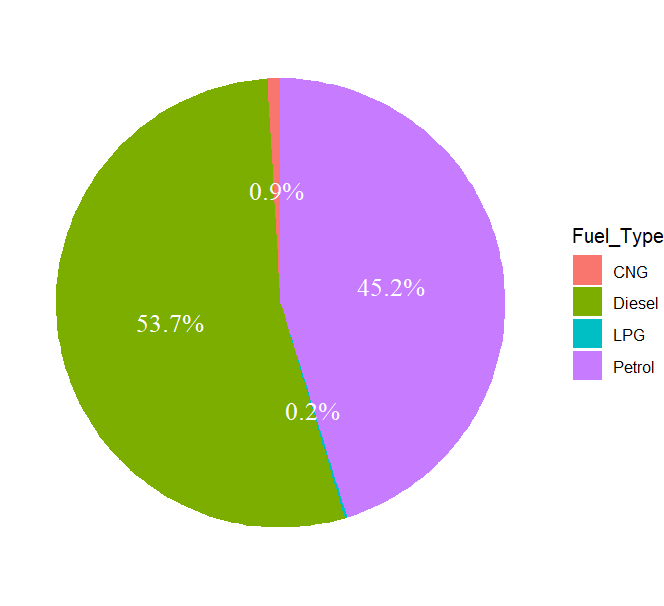 0.9%
45.2%
53.7%
0.2%
Fuel_Type
CNG
Diesel
LPG
Petrol